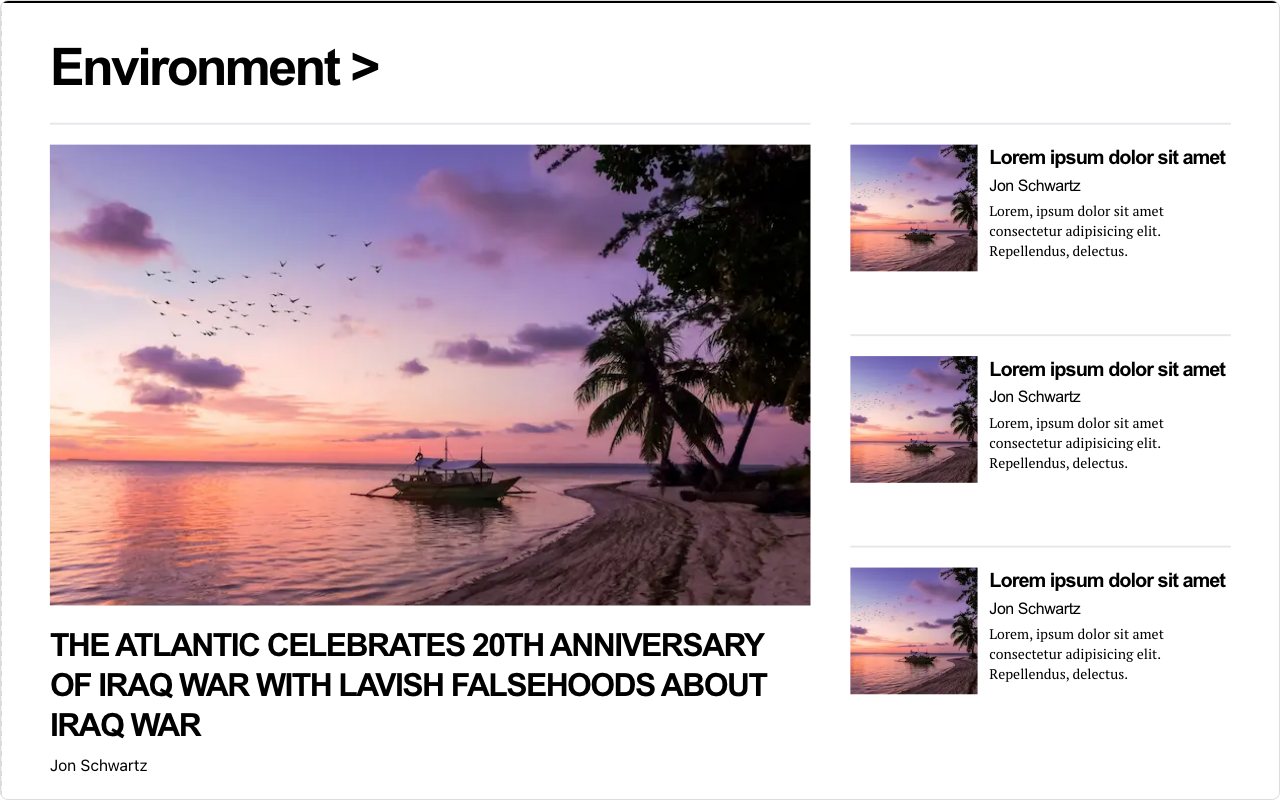 Environment >
THE ATLANTIC CELEBRATES 20TH ANNIVERSARY
OF IRAQ WAR WITH LAVISH FALSEHOODS ABOUT
IRAQ WAR
Jon Schwartz
Lorem ipsum dolor sit amet
Jon Schwartz
Lorem, ipsum dolor sit amet
consectetur adipisicing elit.
Repellendus, delectus.
Lorem ipsum dolor sit amet
Jon Schwartz
Lorem, ipsum dolor sit amet
consectetur adipisicing elit.
Repellendus, delectus.
Lorem ipsum dolor sit amet
Jon Schwartz
Lorem, ipsum dolor sit amet
consectetur adipisicing elit.
Repellendus, delectus.